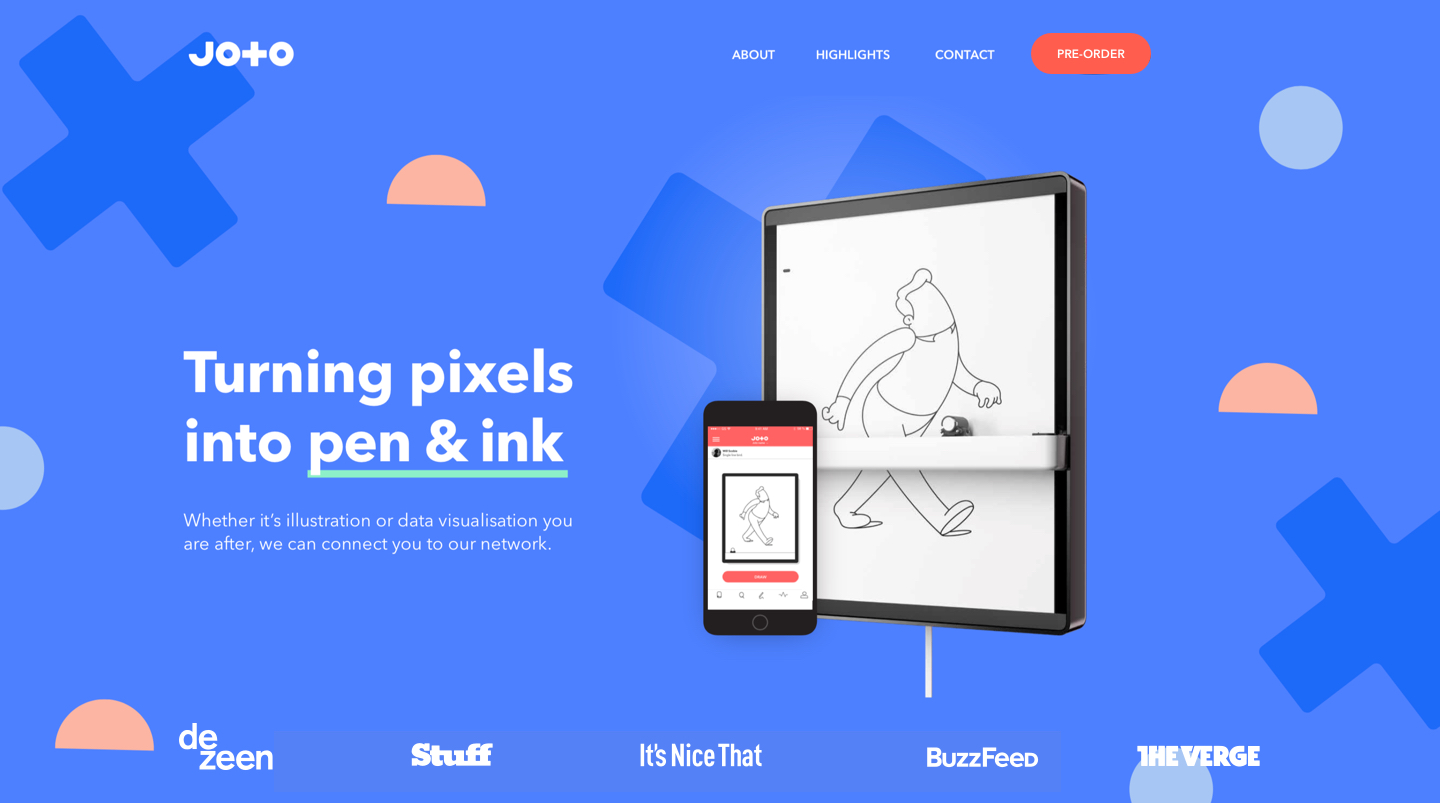 JOTO
ABOUT
HIGHLIGHTS
CONTACT
PRE-ORDER
Turning pixels
into pen & ink
Whether it's illustration or data visualisation you
are after, we can connect you to our network.
JOTO
de
zeen
Stuff
It's Nice That
BuzzFeed
THE VERGE